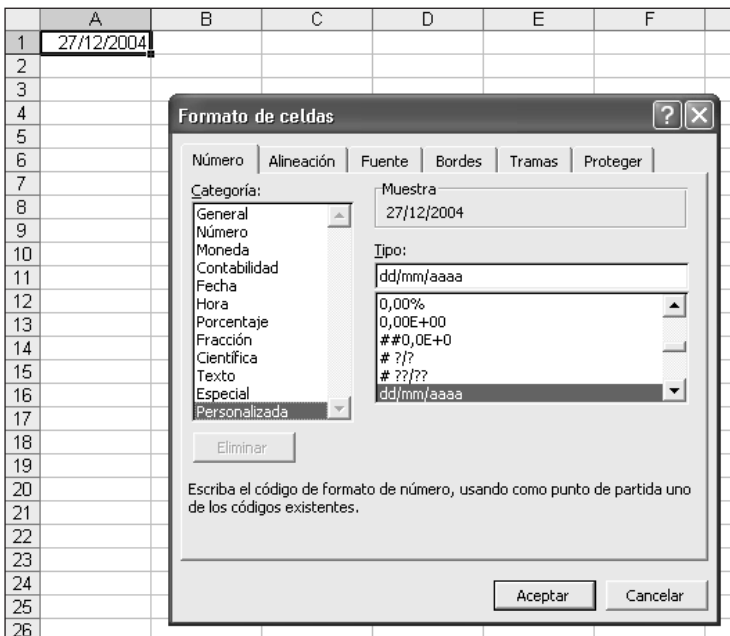 A B C D E F
1 27/12/2004
2
3
4
5
6
7
8
9
10
11
12
13
14
15
16
17
18
19
20
21
22
23
24
25
26
Formato de celdas
Número Alineación Fuente Bordes Tramas Proteger
Categoría:
General
Número
Moneda
Contabilidad
Fecha
Hora
Porcentaje
Fracción
Científica
Texto
Especial
Personalizada
Muestra
27/12/2004
Tipo:
dd/mm/aaaa
0,00%
0,00E+00
##0,0E+0
# ?/?
# ??/??
dd/mm/aaaa
Eliminar
Escriba el código de formato de número, usando como punto de partida uno
de los códigos existentes.
Aceptar Cancelar